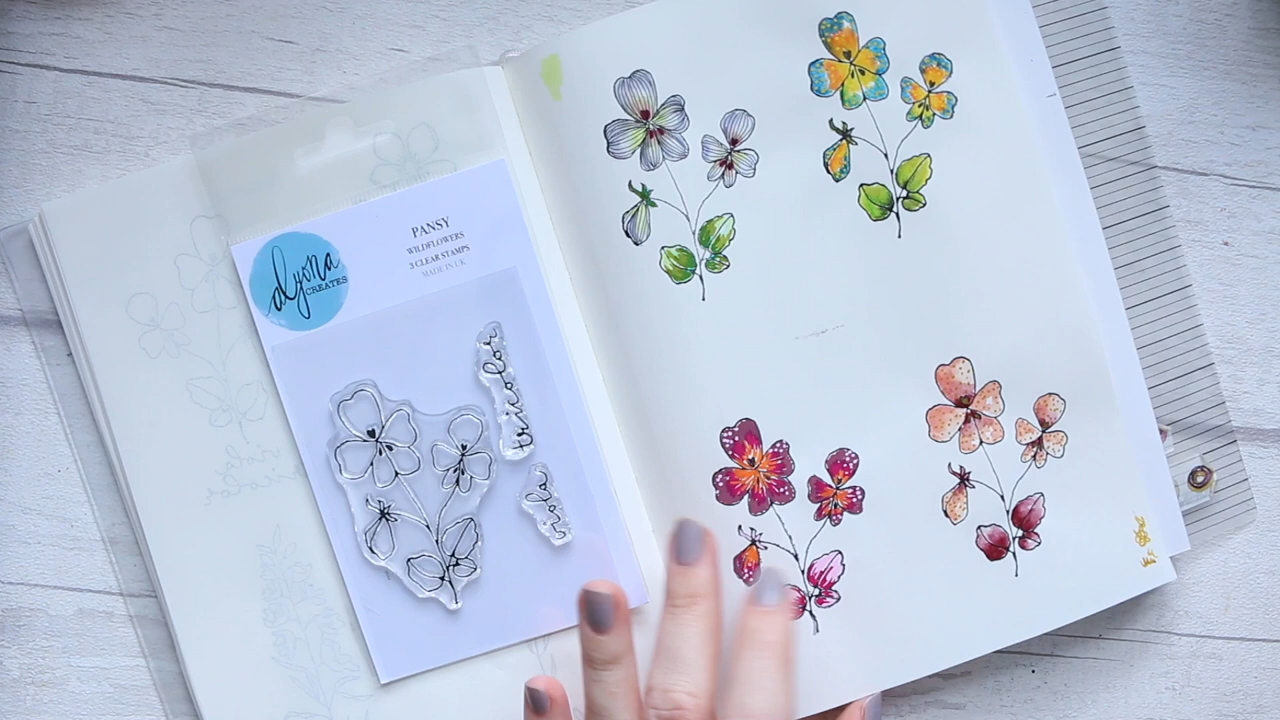 PANSY
WILDFLOWERS
3 CLEAR STAMPS
MADE IN UK
alyona
CREATES
tricolor
viola